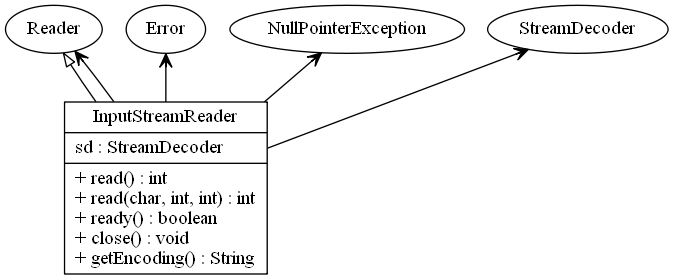 Reader
Error
NullPointerException
StreamDecoder
InputStreamReader
sd : StreamDecoder
+ read() : int
+ read(char, int, int) : int
+ ready() : boolean
+ close() : void
+ getEncoding() : String